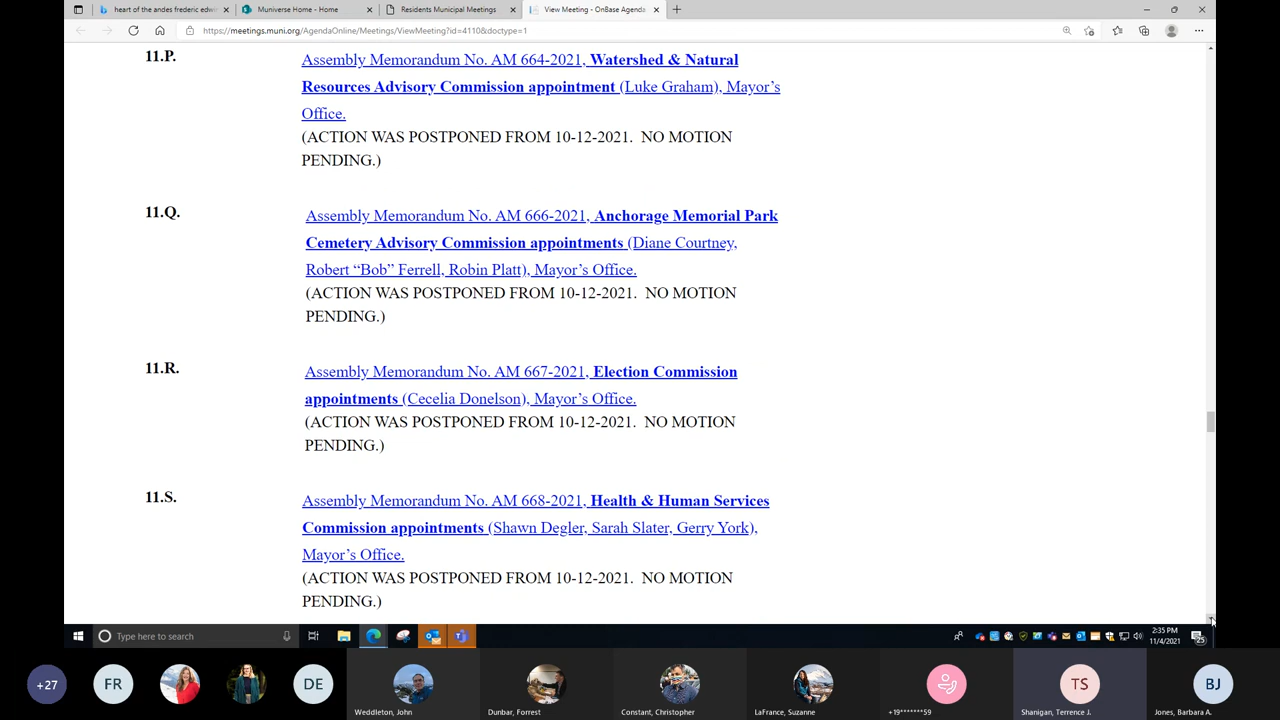 heart of the andes frederic edwi
Muniverse Home - Home
Residents Municipal Meetings
View Meeting - OnBase Agenda
https://meetings.muni.org/AgendaOnline/Meetings/ViewMeeting?id=4110&doctype=1
11.P.
Assembly Memorandum No. AM 664-2021, Watershed & Natural
Resources Advisory Commission appointment (Luke Graham), Mayor's
Office.
(ACTION WAS POSTPONED FROM 10-12-2021.  NO MOTION
PENDING.)
11.Q.
Assembly Memorandum No. AM 666-2021, Anchorage Memorial Park
Cemetery Advisory Commission appointments (Diane Courtney,
Robert “Bob” Ferrell, Robin Platt), Mayor's Office.
(ACTION WAS POSTPONED FROM 10-12-2021.  NO MOTION
PENDING.)
11.R.
Assembly Memorandum No. AM 667-2021, Election Commission
appointments (Cecelia Donelson), Mayor's Office.
(ACTION WAS POSTPONED FROM 10-12-2021.  NO MOTION
PENDING.)
11.S.
Assembly Memorandum No. AM 668-2021, Health & Human Services
Commission appointments (Shawn Degler, Sarah Slater, Gerry York),
Mayor's Office.
(ACTION WAS POSTPONED FROM 10-12-2021.  NO MOTION
PENDING.)
Type here to search
2:35 PM
11/4/2021
25
+27
FR
DE
TS
BJ
Weddleton, John
Dunbar, Forrest
Constant, Christopher
LaFrance, Suzanne
+19*******59
Shanigan, Terrence J.
Jones, Barbara A.